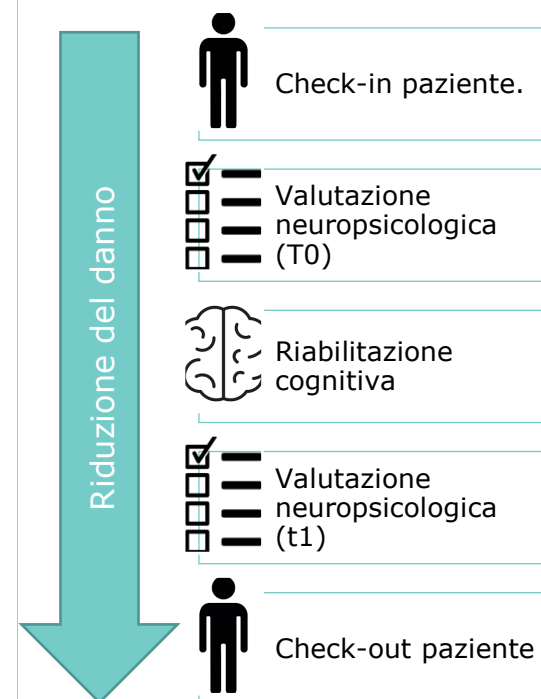 Riduzione del danno
Check-in paziente.
Valutazione
neuropsicologica
(T0)
Riabilitazione
cognitiva
Valutazione
neuropsicologica
(t1)
Check-out paziente